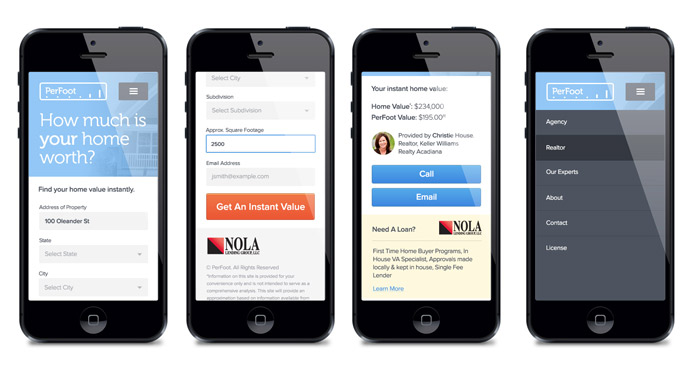 PerFoot
How much is
your home
worth?
Find your home value instantly.
Address of Property
100 Oleander St
State
Select State
City
Select City
Select City
Subdivision
Select Subdivision
Approx. Square Footage
2500
Email Address
jsmith@example.com
Get An Instant Value
NOLA
LENDING GROUP, LLC
© PerFoot. All Rights Reserved
*Information on this site is provided for your
convenience only and is not intended to serve as a
comprehensive analysis. This site will provide an
approximation based on information available from
Your instant home value:
Home Value*: $234,000
PerFoot Value: $195.00*
Provided by Christie House
Realtor, Keller Williams
Realty Acadiana
Call
Email
Need A Loan?
NOLA
LENDING GROUP, LLC
First Time Home Buyer Programs, In
House VA Specialist, Approvals made
locally & kept in house, Single Fee
Lender
Learn More
PerFoot
Agency
Realtor
Our Experts
About
Contact
License